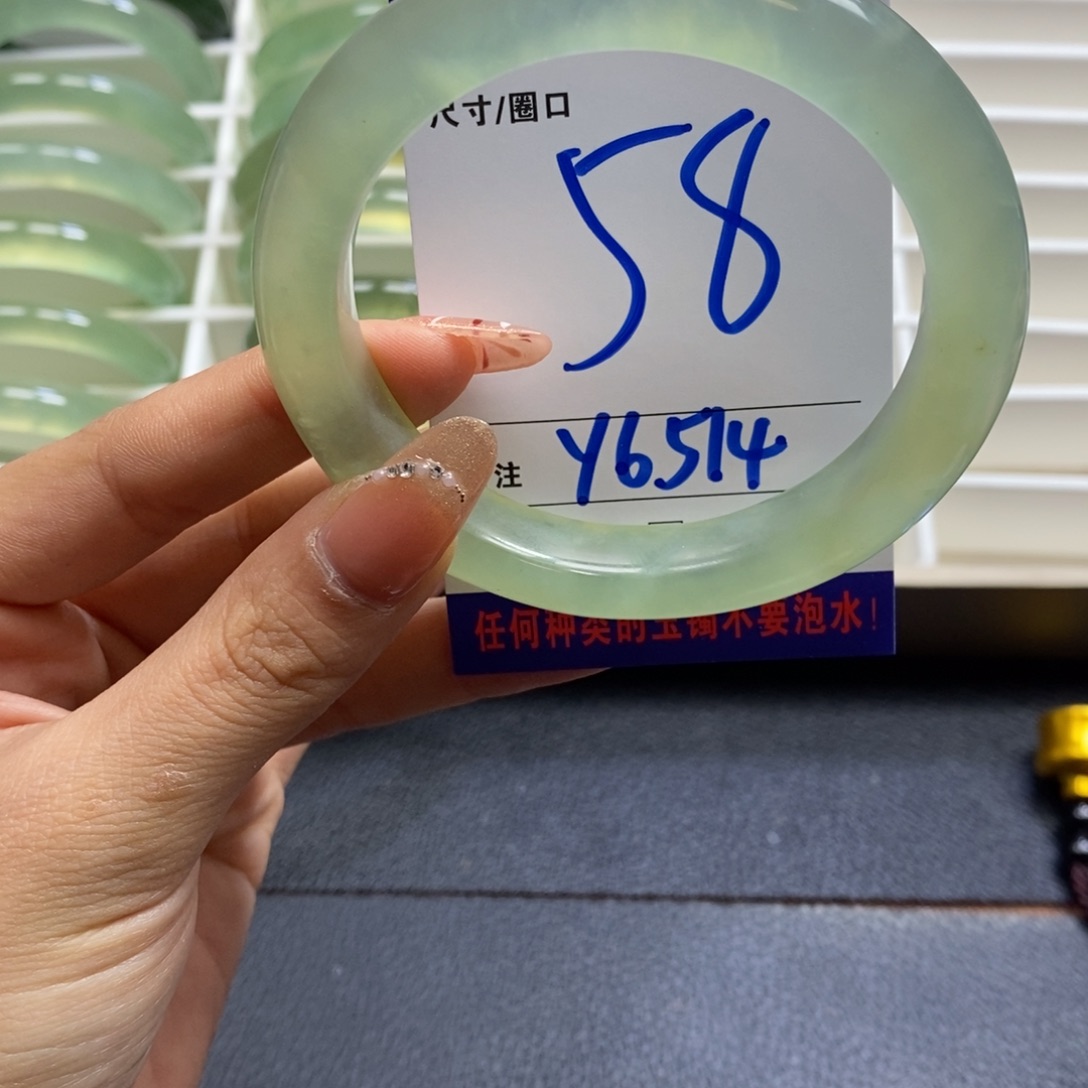 尺寸/圈口
58
注 Y6514
任何种类的玉镯不要泡水！